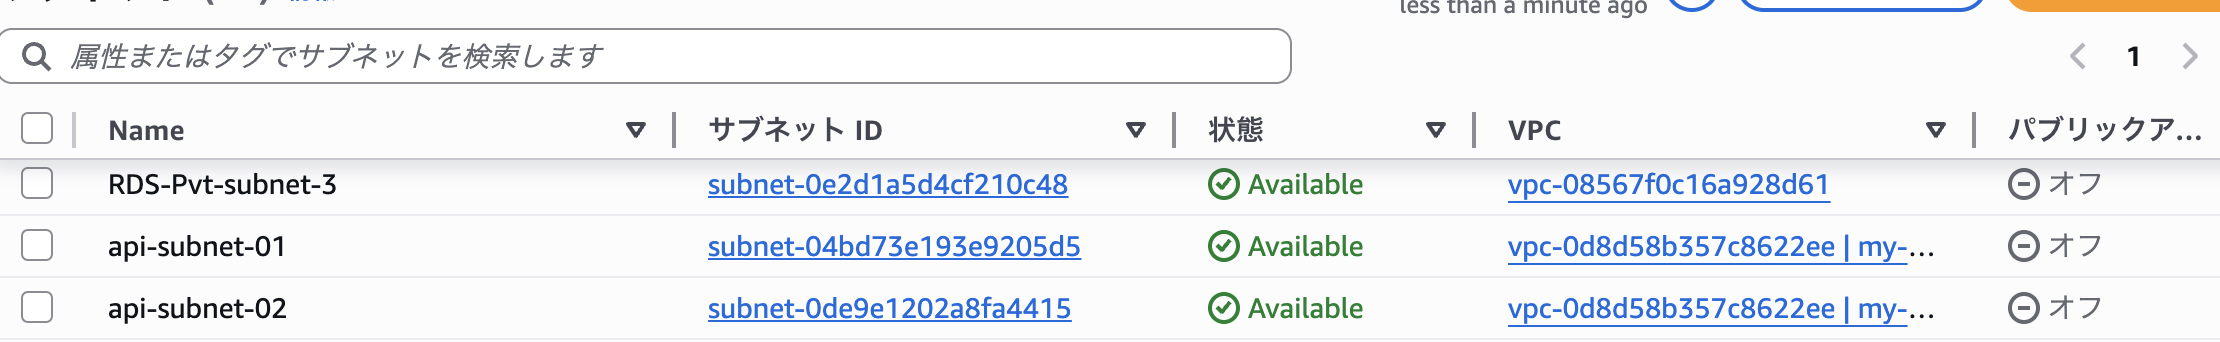 less than a minute ago
属性またはタグでサブネットを検索します
1
Name サブネット ID 状態 VPC パブリックア...
RDS-Pvt-subnet-3 subnet-0e2d1a5d4cf210c48 Available vpc-08567f0c16a928d61 オフ
api-subnet-01 subnet-04bd73e193e9205d5 Available vpc-0d8d58b357c8622ee | my-... オフ
api-subnet-02 subnet-0de9e1202a8fa4415 Available vpc-0d8d58b357c8622ee | my-... オフ